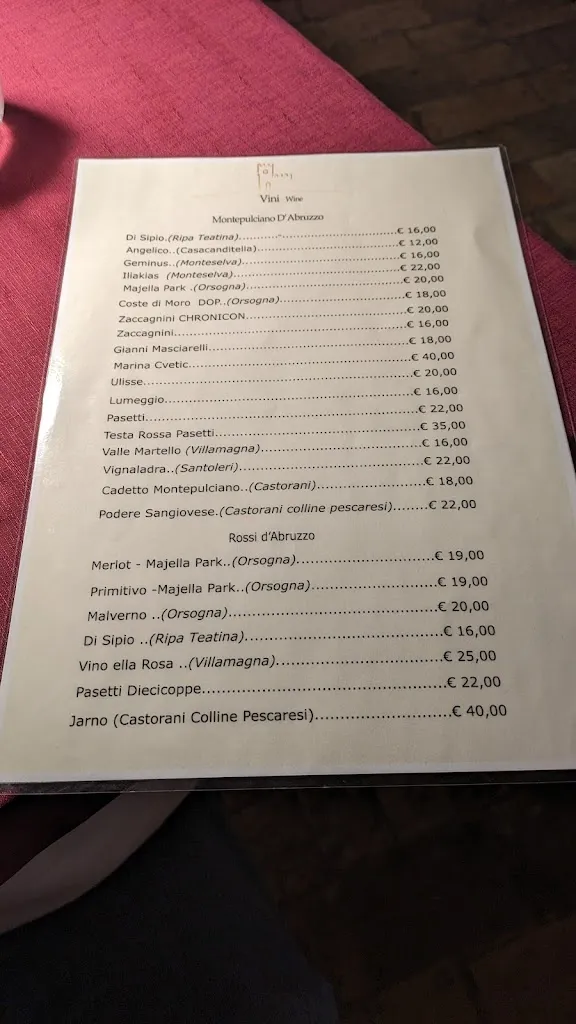 Vini Wine
Montepulciano D'Abruzzo
Di Sipio.(Ripa Teatina)..............................................€ 16,00
Angelico..(Casacanditella)..................................€ 12,00
Geminus..(Monteselva).........................................€ 16,00
Iliakias (Monteselva)..........................................€ 22,00
Majella Park .(Orsogna)......................................€ 20,00
Coste di Moro DOP..(Orsogna)............................€ 18,00
Zaccagnini CHRONICON.....................................€ 20,00
Zaccagnini........................................................€ 16,00
Gianni Masciarelli...............................................€ 18,00
Marina Cvetic....................................................€ 40,00
Ulisse...............................................................€ 20,00
Lumeggio..........................................................€ 16,00
Pasetti..............................................................€ 22,00
Testa Rossa Pasetti............................................€ 35,00
Valle Martello (Villamagna)..................................€ 16,00
Vignaladra..(Santoleri)........................................€ 22,00
Cadetto Montepulciano..(Castorani)......................€ 18,00
Podere Sangiovese.(Castorani colline pescaresi)........€ 22,00
Rossi d'Abruzzo
Merlot - Majella Park..(Orsogna)............................€ 19,00
Primitivo -Majella Park..(Orsogna).........................€ 19,00
Malverno ..(Orsogna)..........................................€ 20,00
Di Sipio ..(Ripa Teatina).......................................€ 16,00
Vino ella Rosa ..(Villamagna)................................€ 25,00
Pasetti Diecicoppe..............................................€ 22,00
Jarno (Castorani Colline Pescaresi)........................€ 40,00